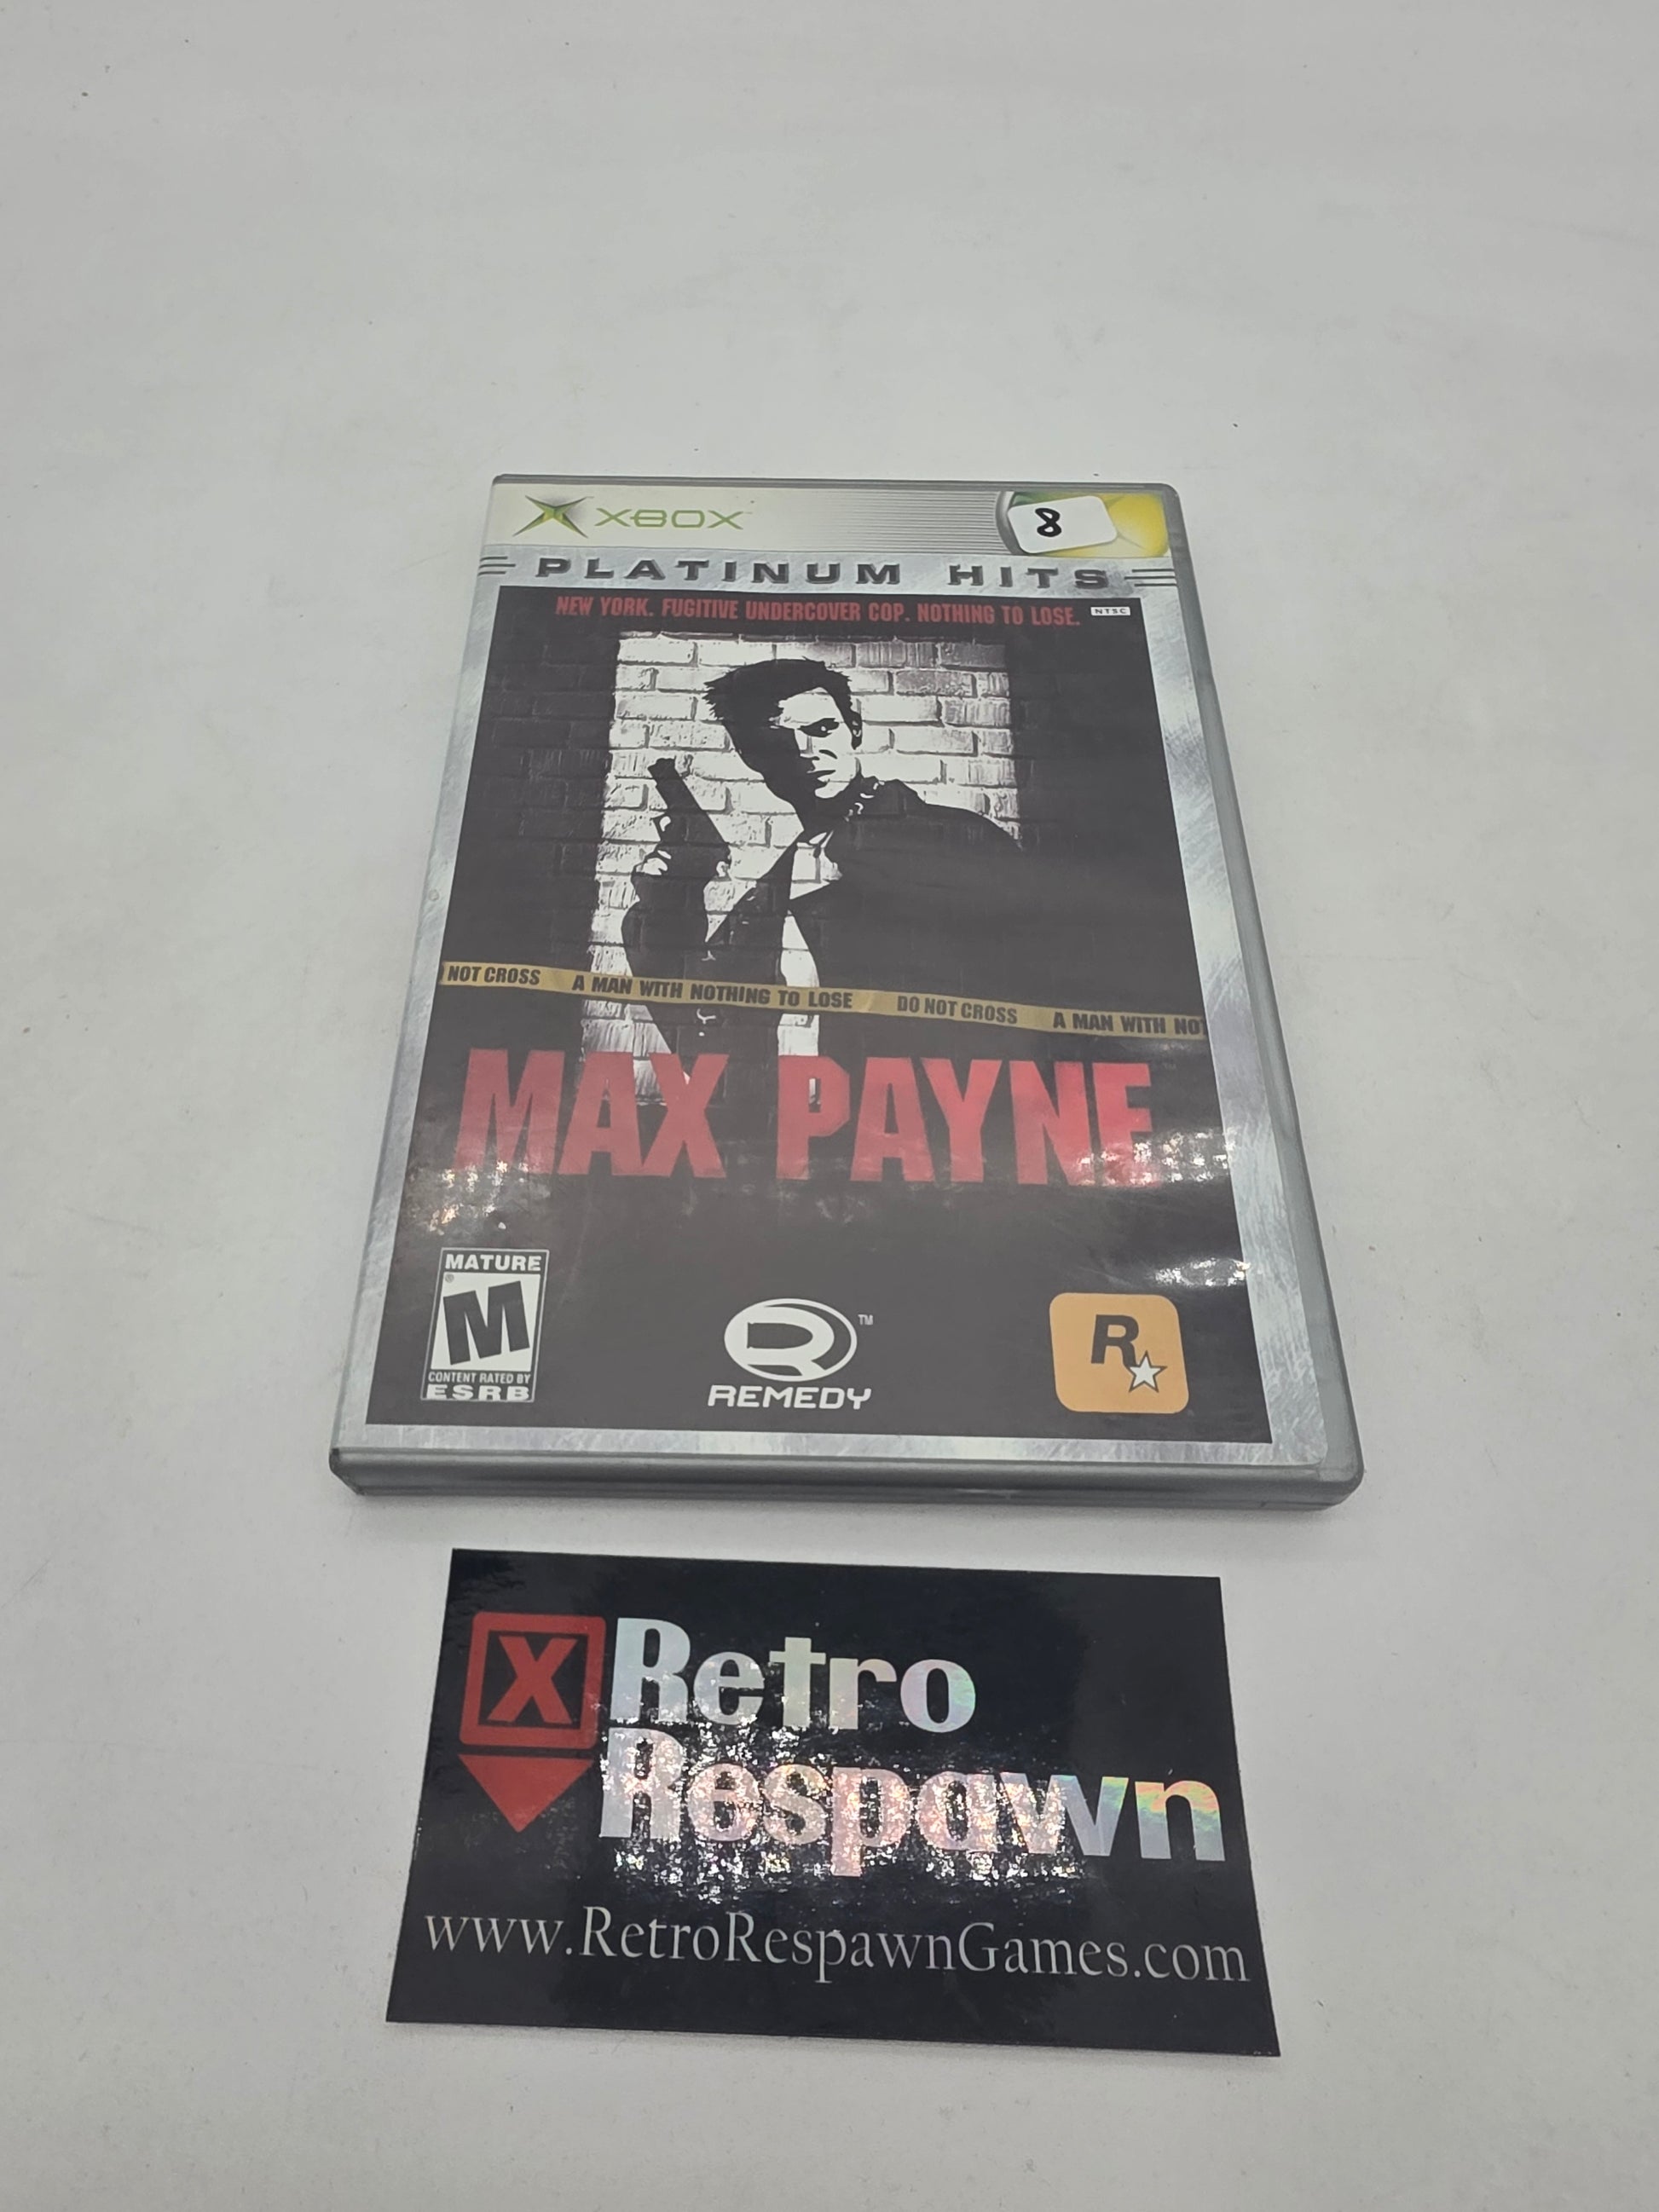 XBOX
8
PLATINUM HITS
NEW YORK. FUGITIVE UNDERCOVER COP. NOTHING TO LOSE.
NTSC
NOT CROSS A MAN WITH NOTHING TO LOSE DO NOT CROSS A MAN WITH NO
MAX PAYNE
MATURE
M
CONTENT RATED BY
ESRB
R™
REMEDY
R
X Retro
Respawn
www.RetroRespawnGames.com